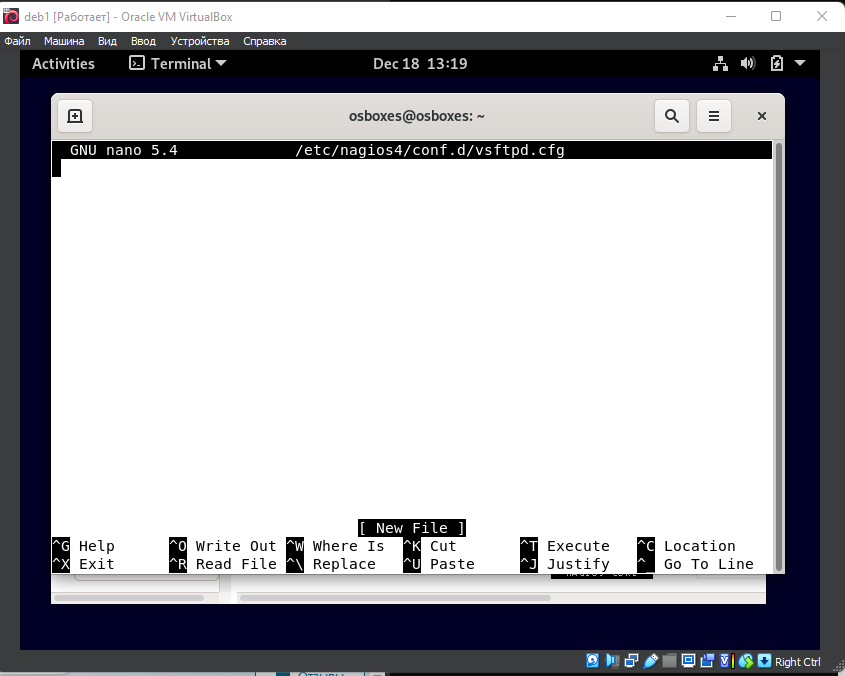 deb1 [Работает] - Oracle VM VirtualBox
Файл Машина Вид Ввод Устройства Справка
Activities Terminal Dec 18 13:19
osboxes@osboxes: ~
GNU nano 5.4 /etc/nagios4/conf.d/vsftpd.cfg
[ New File ]
^G Help ^O Write Out ^W Where Is ^K Cut ^T Execute ^C Location
^X Exit ^R Read File ^\ Replace ^U Paste ^J Justify ^_ Go To Line
Right Ctrl